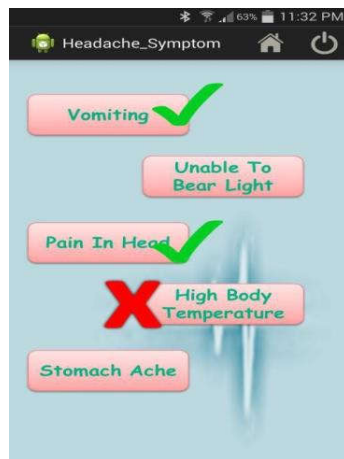 63% 11:32 PM
Headache_Symptom
Vomiting
Unable To
Bear Light
Pain In Head
High Body
Temperature
Stomach Ache